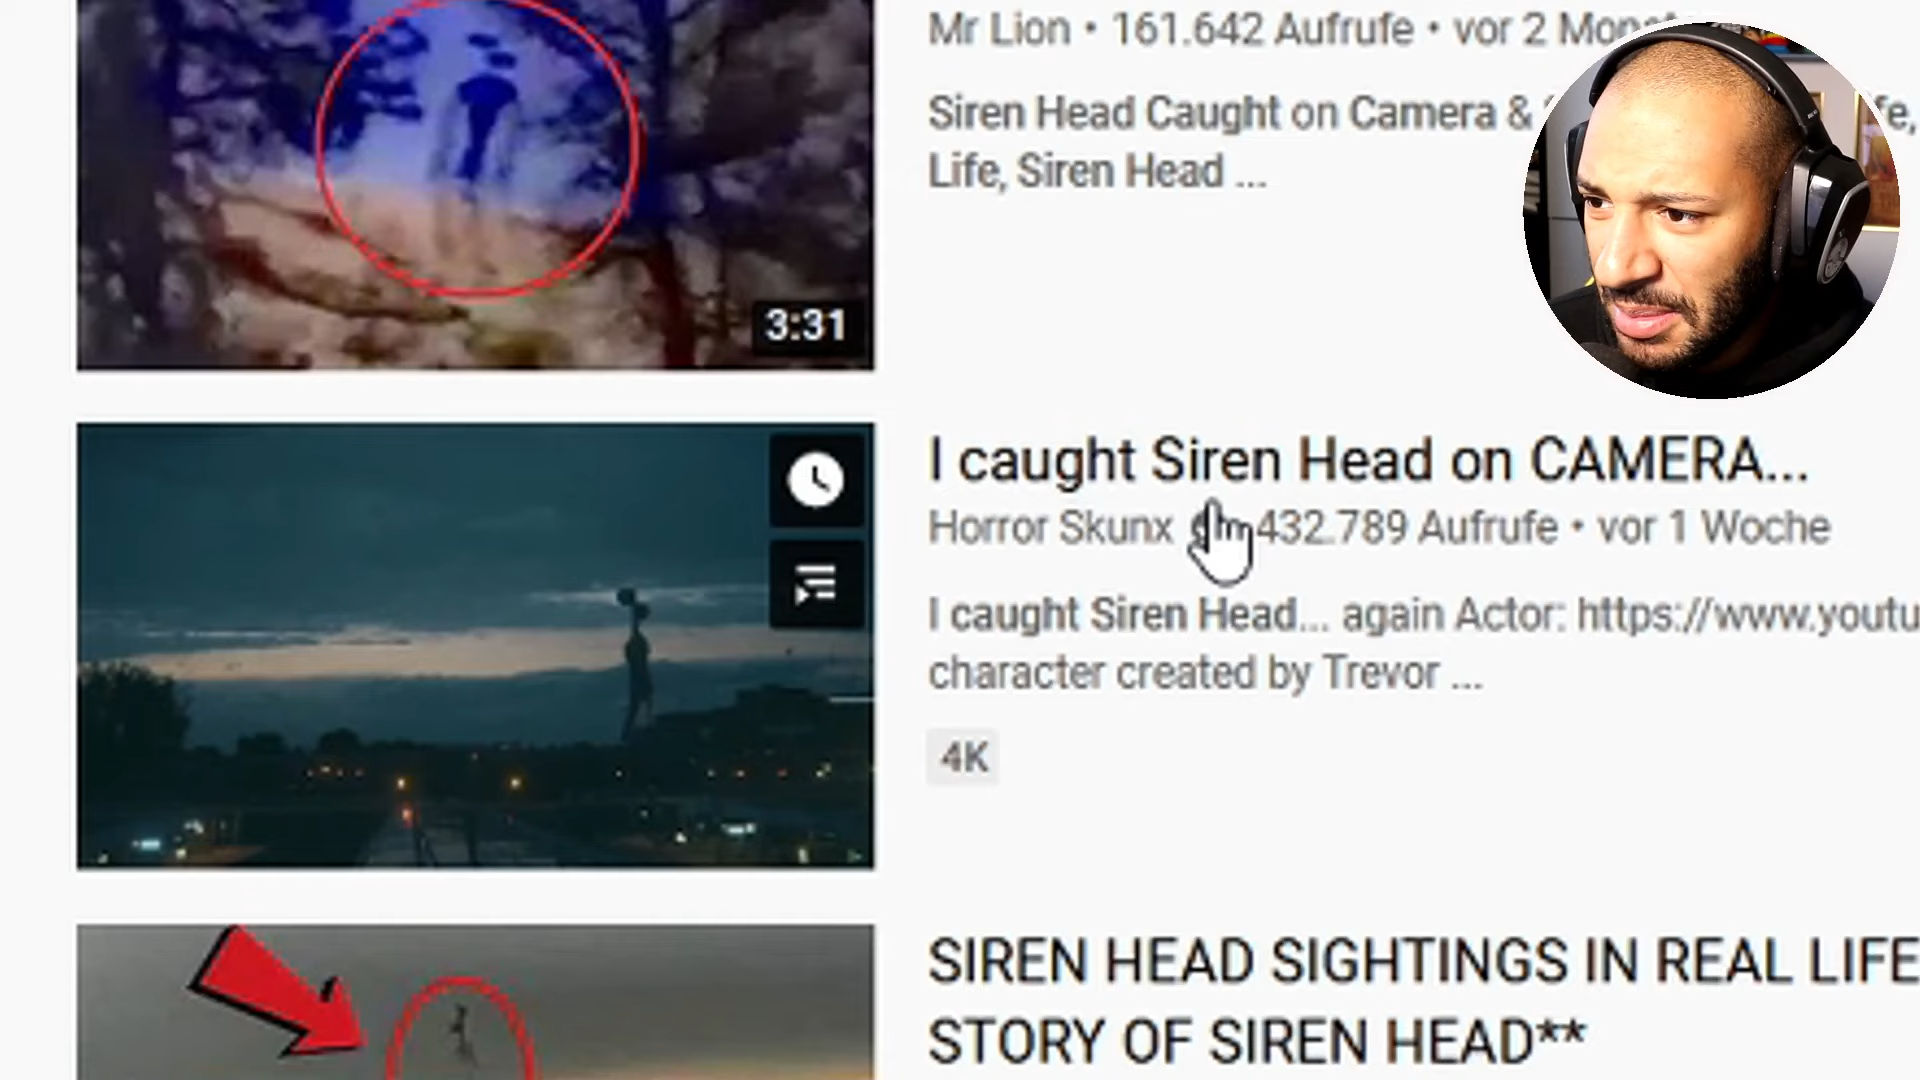 Mr Lion • 161.642 Aufrufe • vor 2
Siren Head Caught on Camera &
Life, Siren Head ...
3:31
I caught Siren Head on CAMERA...
Horror Skunx 432.789 Aufrufe • vor 1 Woche
I caught Siren Head... again Actor: https://www.youtu
character created by Trevor ...
4K
SIREN HEAD SIGHTINGS IN REAL LIFE
STORY OF SIREN HEAD**